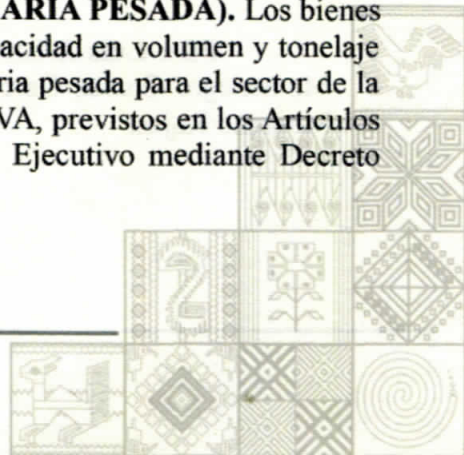 ARIA PESADA). Los bienes
acidad en volumen y tonelaje
ria pesada para el sector de la
VA, previstos en los Artículos
Ejecutivo mediante Decreto